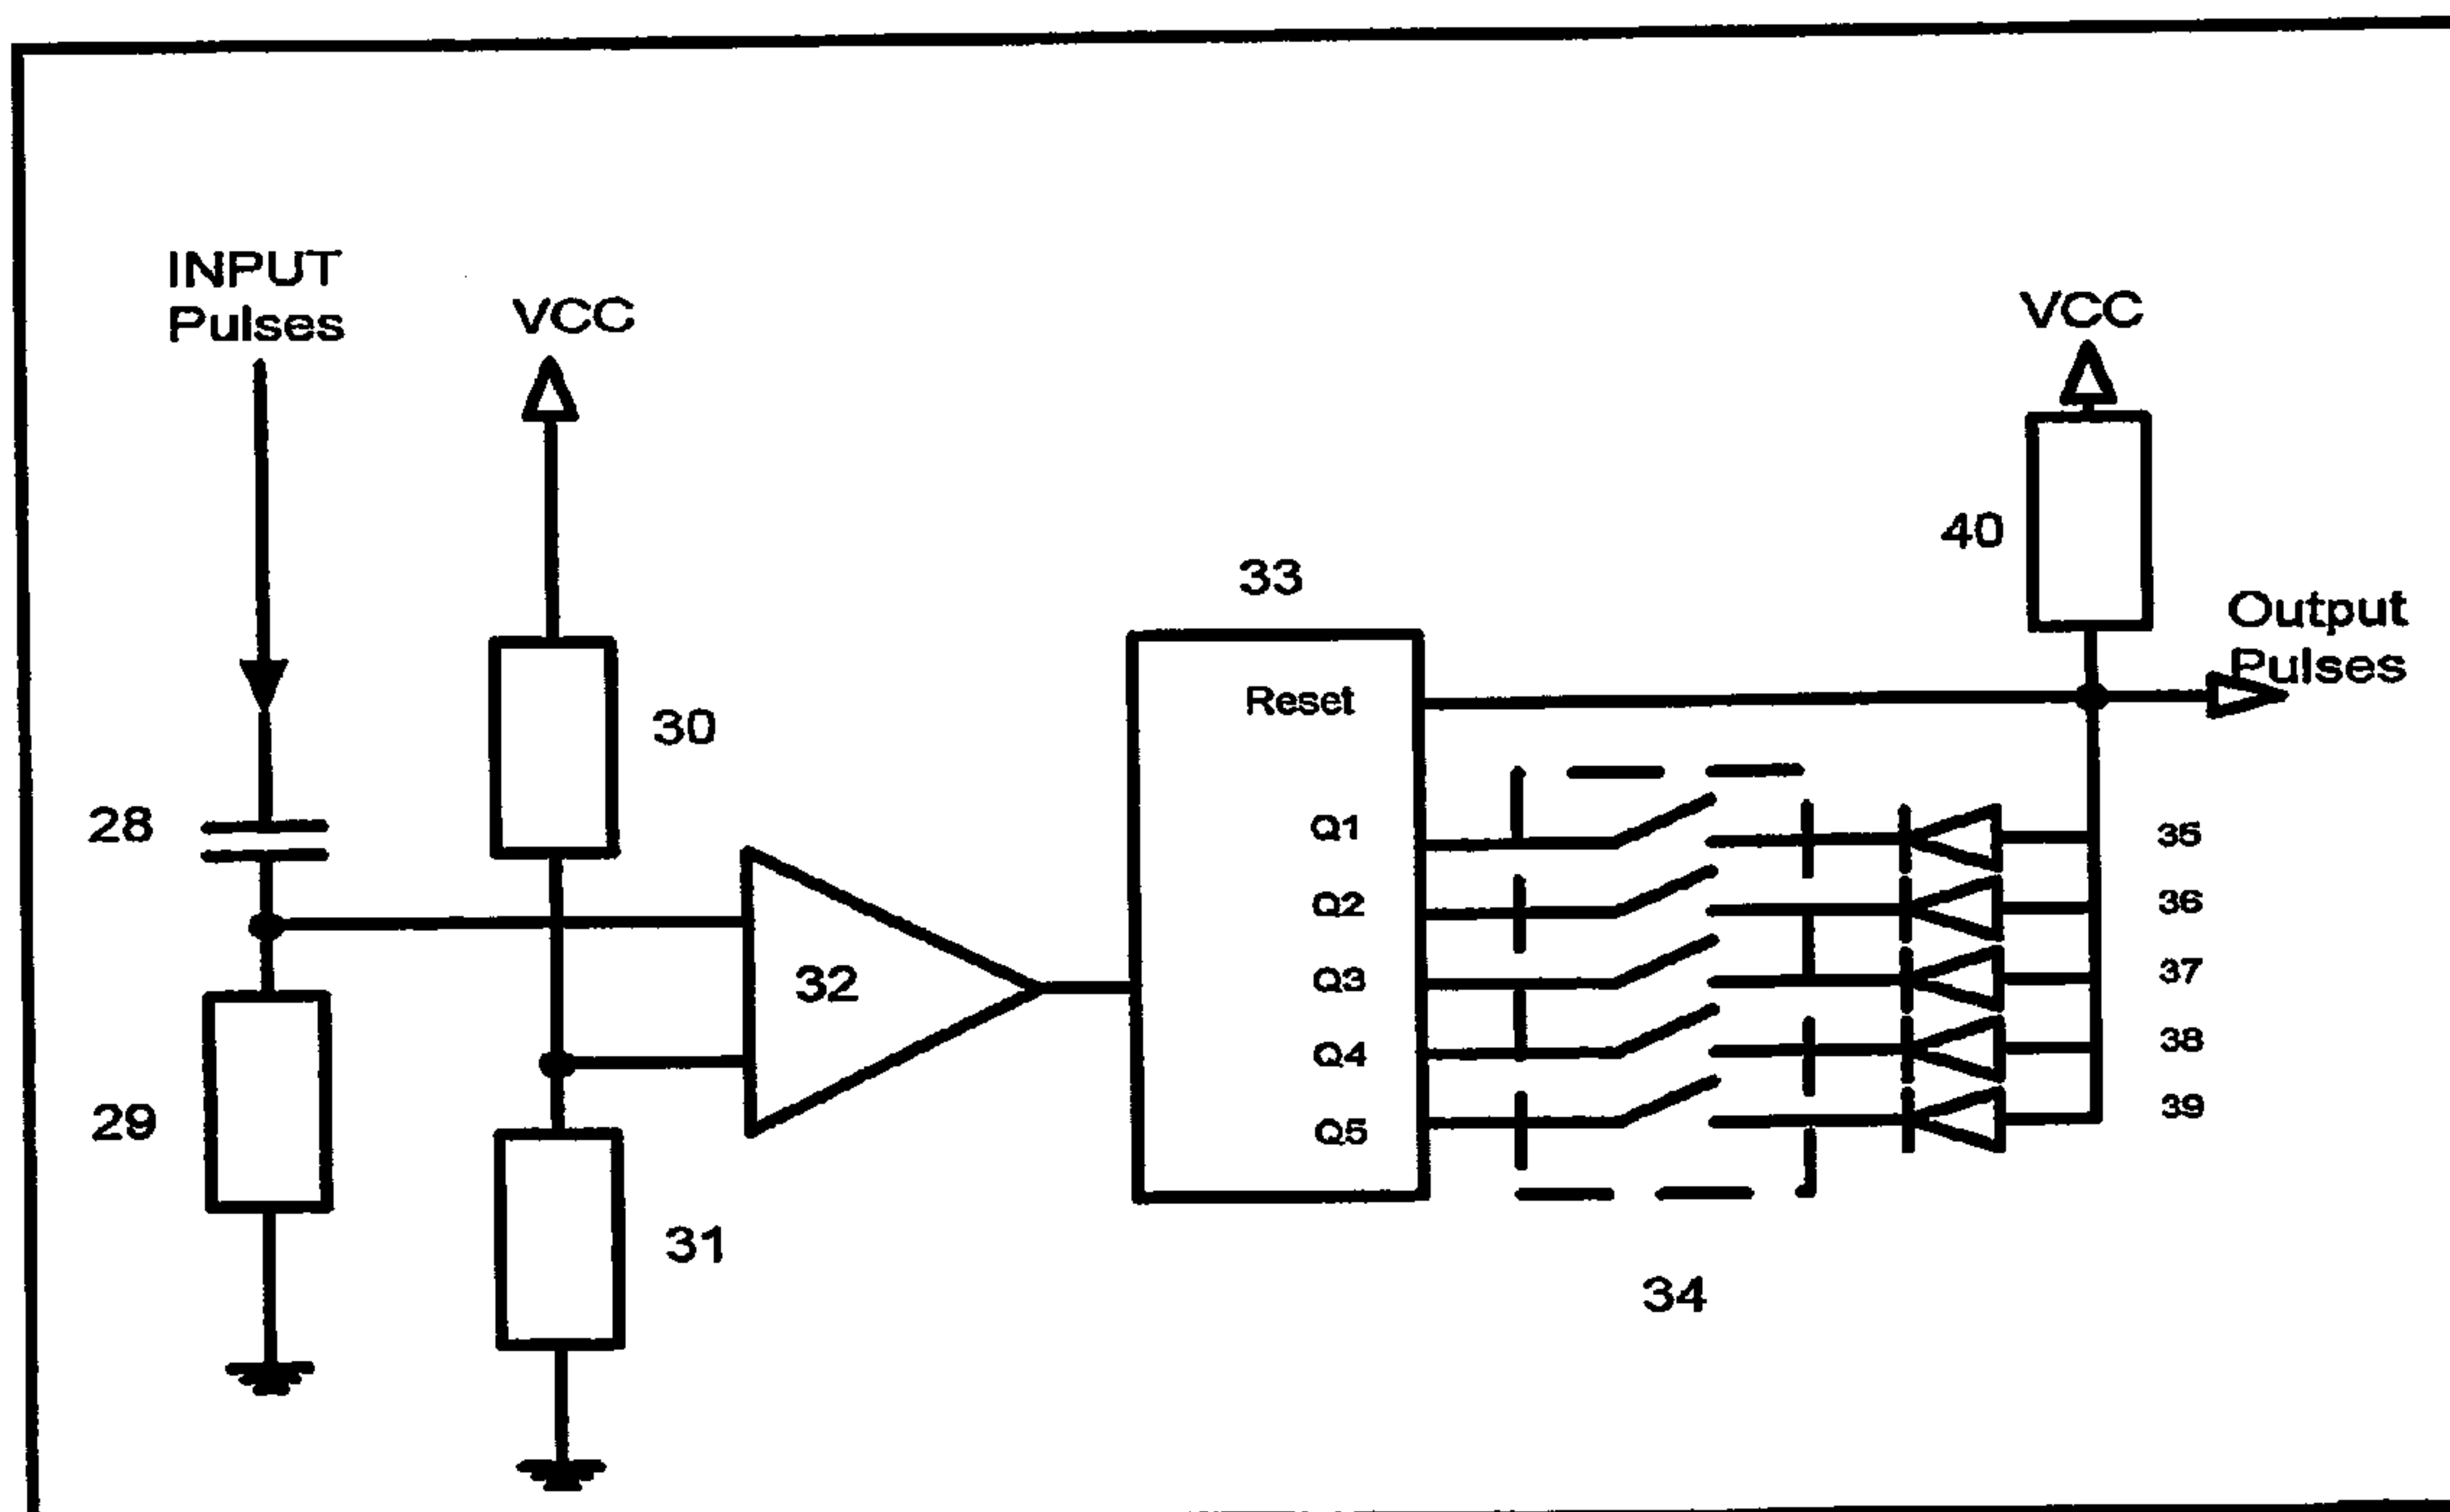 INPUT
Pulses
VCC
VCC
40
Output
Pulses
33
Reset
30
28
Q1
35
Q2
36
32
Q3
37
Q4
38
29
Q5
39
31
34